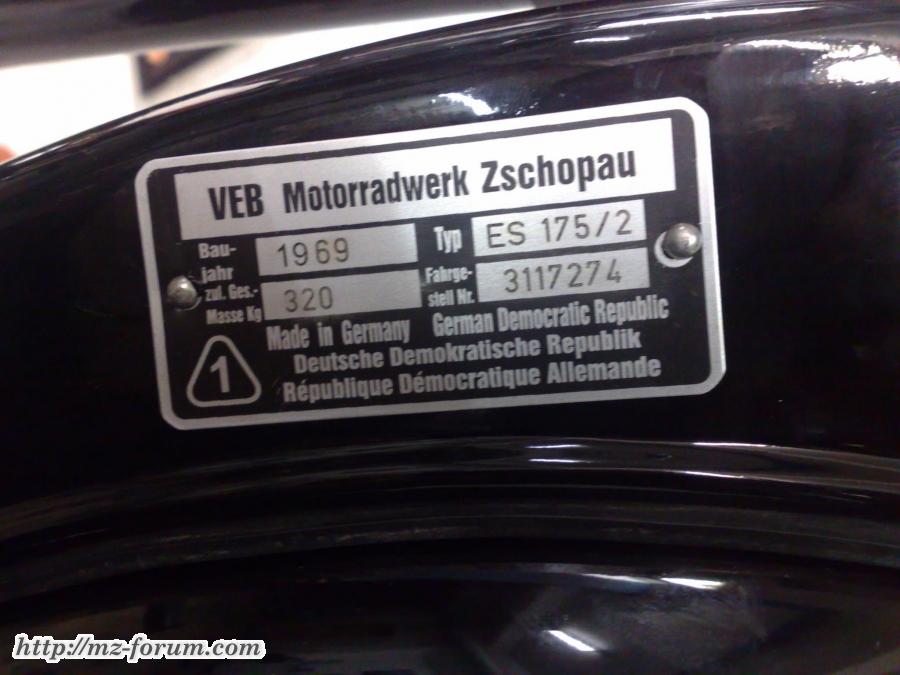 VEB Motorradwerk Zschopau
Bau-
jahr 1969 Typ ES 175/2
zul. Ges.-
Masse Kg 320 Fahrge-
stell Nr. 3117274
Made in Germany German Democratic Republic
Deutsche Demokratische Republik
République Démocratique Allemande
1
http://mz-forum.com